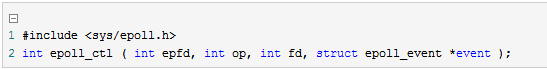 1 #include <sys/epoll.h>
2 int epoll_ctl ( int epfd, int op, int fd, struct epoll_event *event );